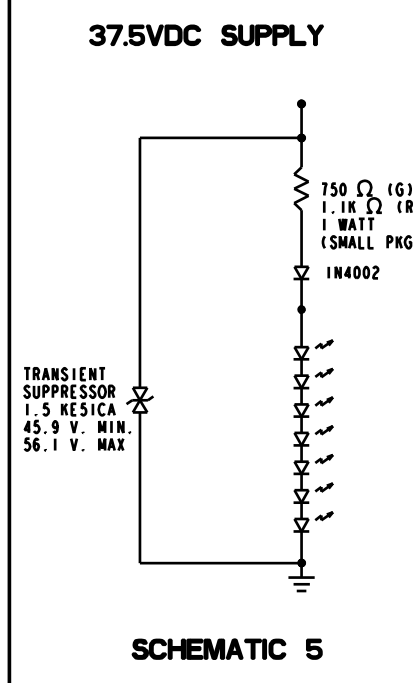 37.5VDC SUPPLY
750 Ω (G)
1.1K Ω (R
1 WATT
(SMALL PKG
1N4002
TRANSIENT
SUPPRESSOR
1.5 KE51CA
45.9 V. MIN.
56.1 V. MAX
SCHEMATIC 5